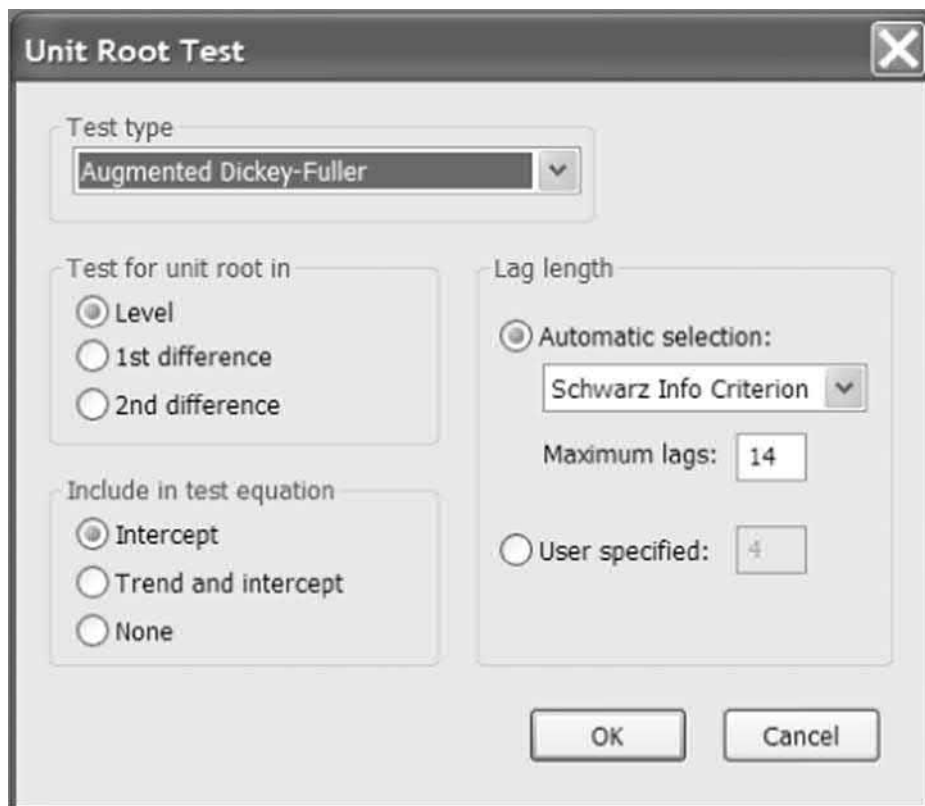 Unit Root Test
Test type
Augmented Dickey-Fuller
Test for unit root in
Level
1st difference
2nd difference
Include in test equation
Intercept
Trend and intercept
None
Lag length
Automatic selection:
Schwarz Info Criterion
Maximum lags: 14
User specified: 4
OK
Cancel